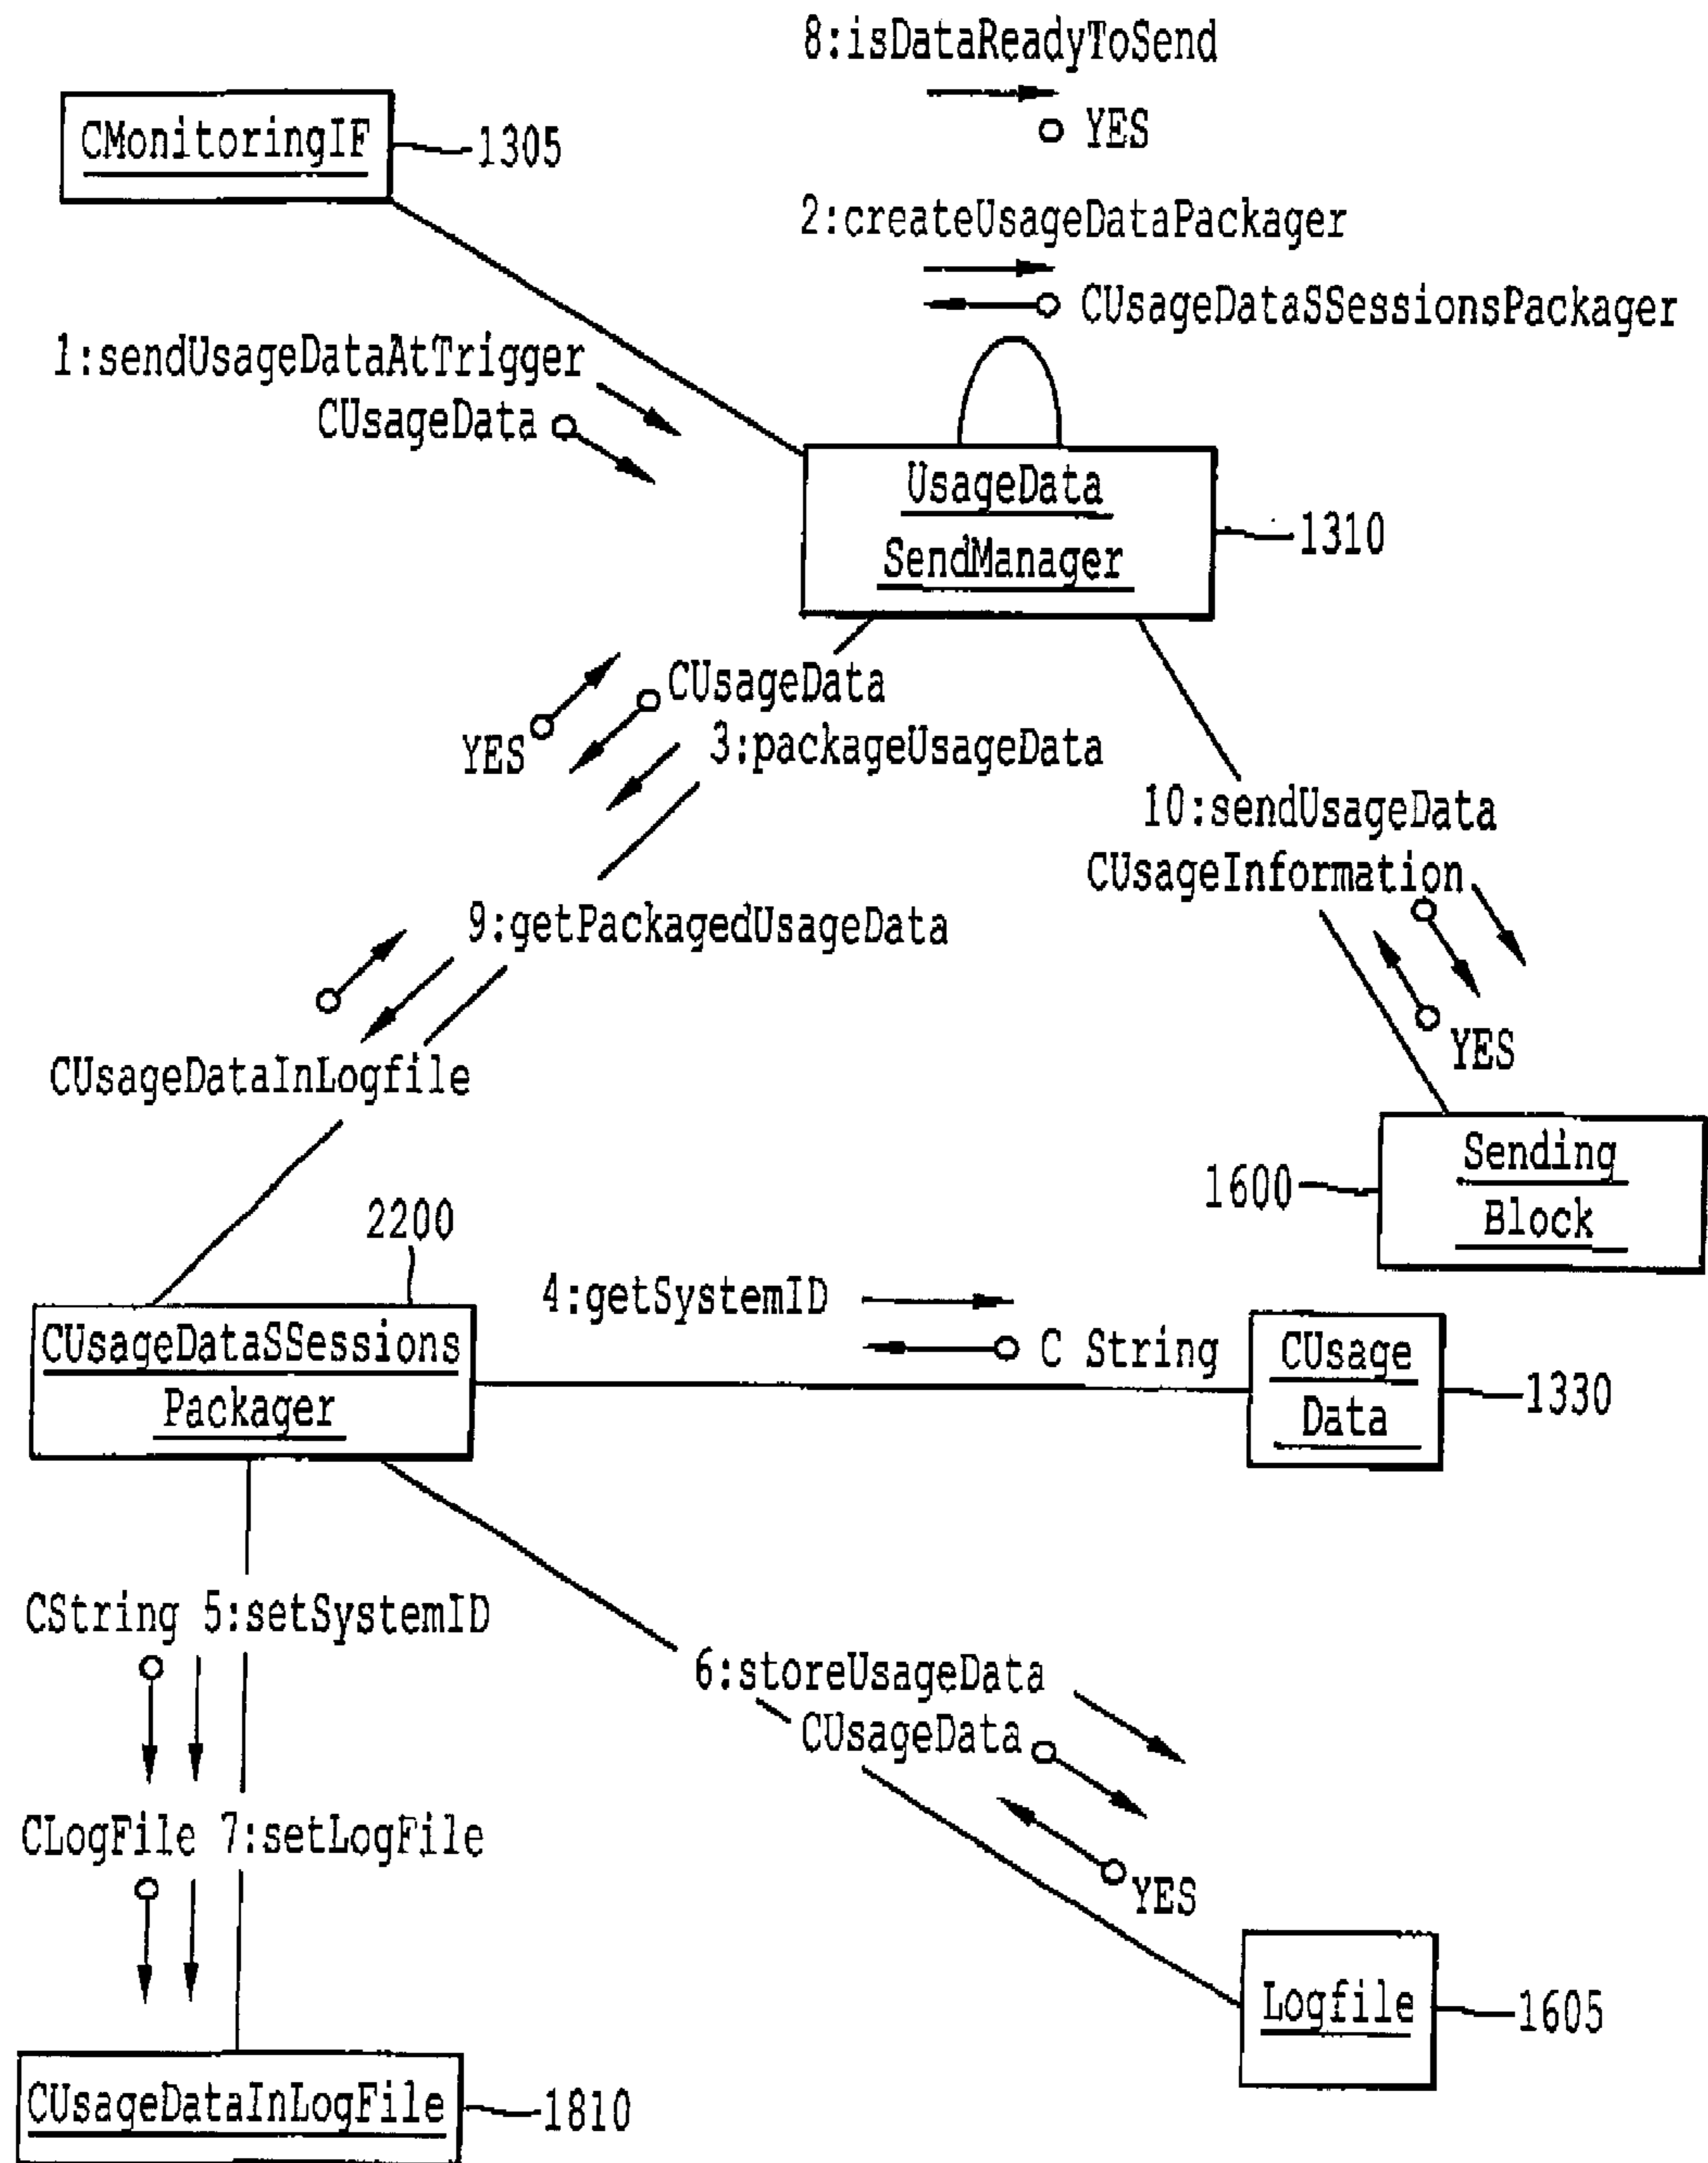 8:isDataReadyToSend
YES
CMonitoringIF
1305
2:createUsageDataPackager
CUsageDataSSessionsPackager
1:sendUsageDataAtTrigger
CUsageData
UsageData
SendManager
1310
CUsageData
YES
3:packageUsageData
10:sendUsageData
CUsageInformation
9:getPackagedUsageData
YES
CUsageDataInLogfile
Sending
Block
1600
2200
4:getSystemID
C String
CUsageDataSSessions
Packager
CUsage
Data
1330
CString 5:setSystemID
6:storeUsageData
CUsageData
CLogFile 7:setLogFile
YES
Logfile
1605
CUsageDataInLogFile
1810